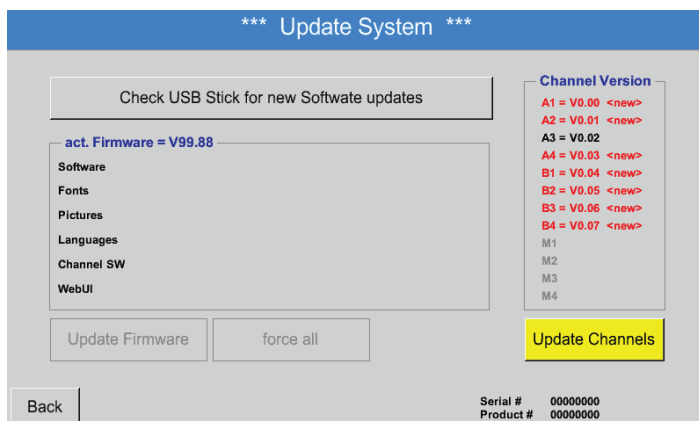 *** Update System ***
Check USB Stick for new Softwate updates
act. Firmware = V99.88
Software
Fonts
Pictures
Languages
Channel SW
WebUI
Update Firmware
force all
Channel Version
A1 = V0.00 <new>
A2 = V0.01 <new>
A3 = V0.02
A4 = V0.03 <new>
B1 = V0.04 <new>
B2 = V0.05 <new>
B3 = V0.06 <new>
B4 = V0.07 <new>
M1
M2
M3
M4
Update Channels
Back
Serial # 00000000
Product # 00000000